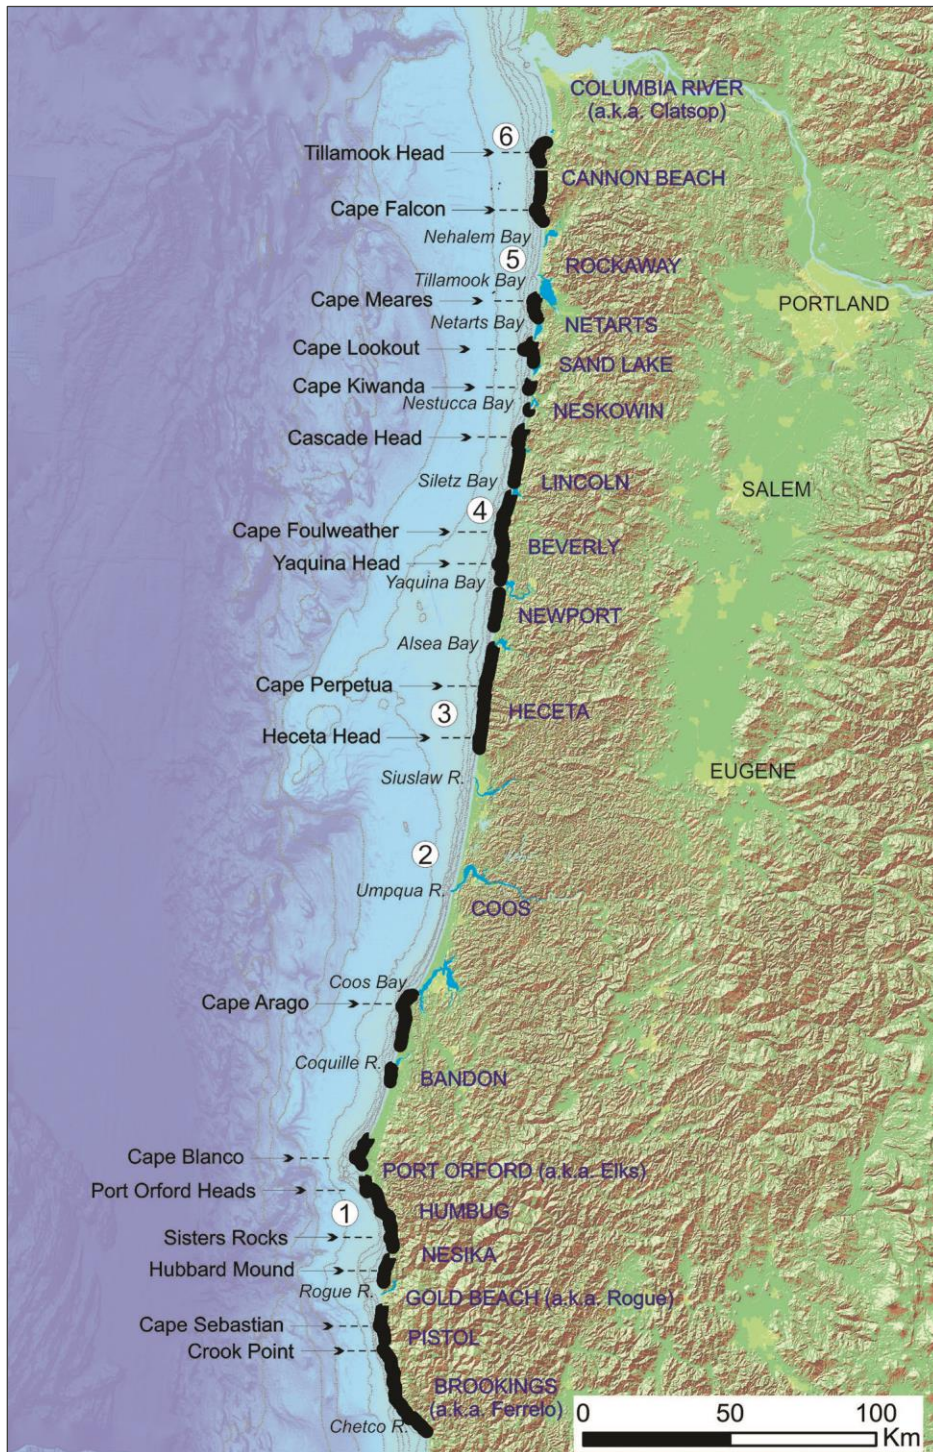 COLUMBIA RIVER
(a.k.a. Clatsop)
6
Tillamook Head
CANNON BEACH
Cape Falcon
Nehalem Bay
5
ROCKAWAY
Tillamook Bay
Cape Meares
PORTLAND
Netarts Bay
NETARTS
Cape Lookout
SAND LAKE
Cape Kiwanda
Nestucca Bay
NESKOWIN
Cascade Head
Siletz Bay
LINCOLN
SALEM
4
Cape Foulweather
BEVERLY
Yaquina Head
Yaquina Bay
NEWPORT
Alsea Bay
Cape Perpetua
3
HECETA
Heceta Head
Siuslaw R.
EUGENE
2
Umpqua R.
COOS
Coos Bay
Cape Arago
Coquille R.
BANDON
Cape Blanco
PORT ORFORD (a.k.a. Elks)
Port Orford Heads
1
HUMBUG
Sisters Rocks
NESIKA
Hubbard Mound
Rogue R.
GOLD BEACH (a.k.a. Rogue)
Cape Sebastian
PISTOL
Crook Point
BROOKINGS
(a.k.a. Ferrelo)
Chetco R.
0 50 100
Km